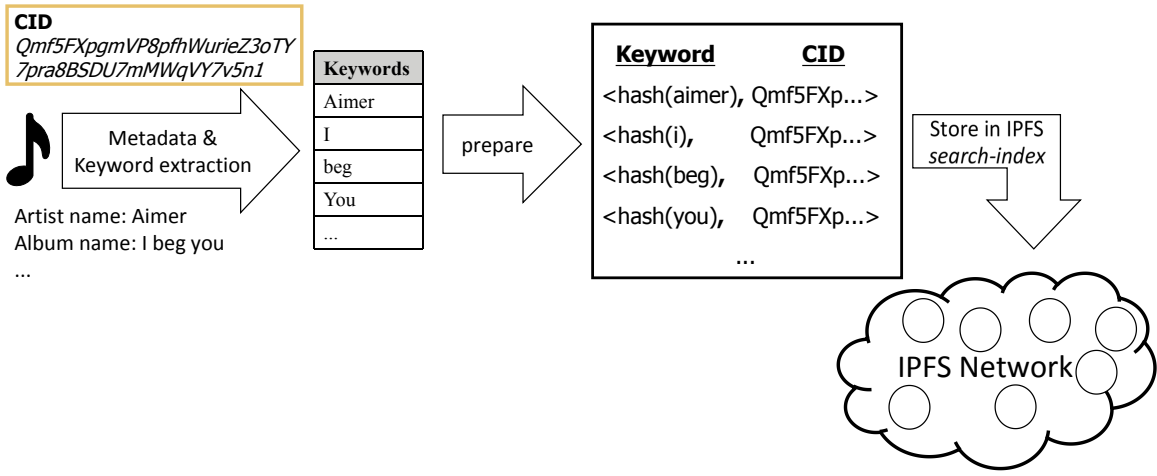 CID
Qmf5FXpgmVP8pfhWurieZ3oTY
7pra8BSDU7mMWqVY7v5n1
Metadata &
Keyword extraction
Artist name: Aimer
Album name: I beg you
...
Keywords
Aimer
I
beg
You
...
prepare
Keyword CID
<hash(aimer), Qmf5FXp...>
<hash(i), Qmf5FXp...>
<hash(beg), Qmf5FXp...>
<hash(you), Qmf5FXp...>
...
Store in IPFS
search-index
IPFS Network